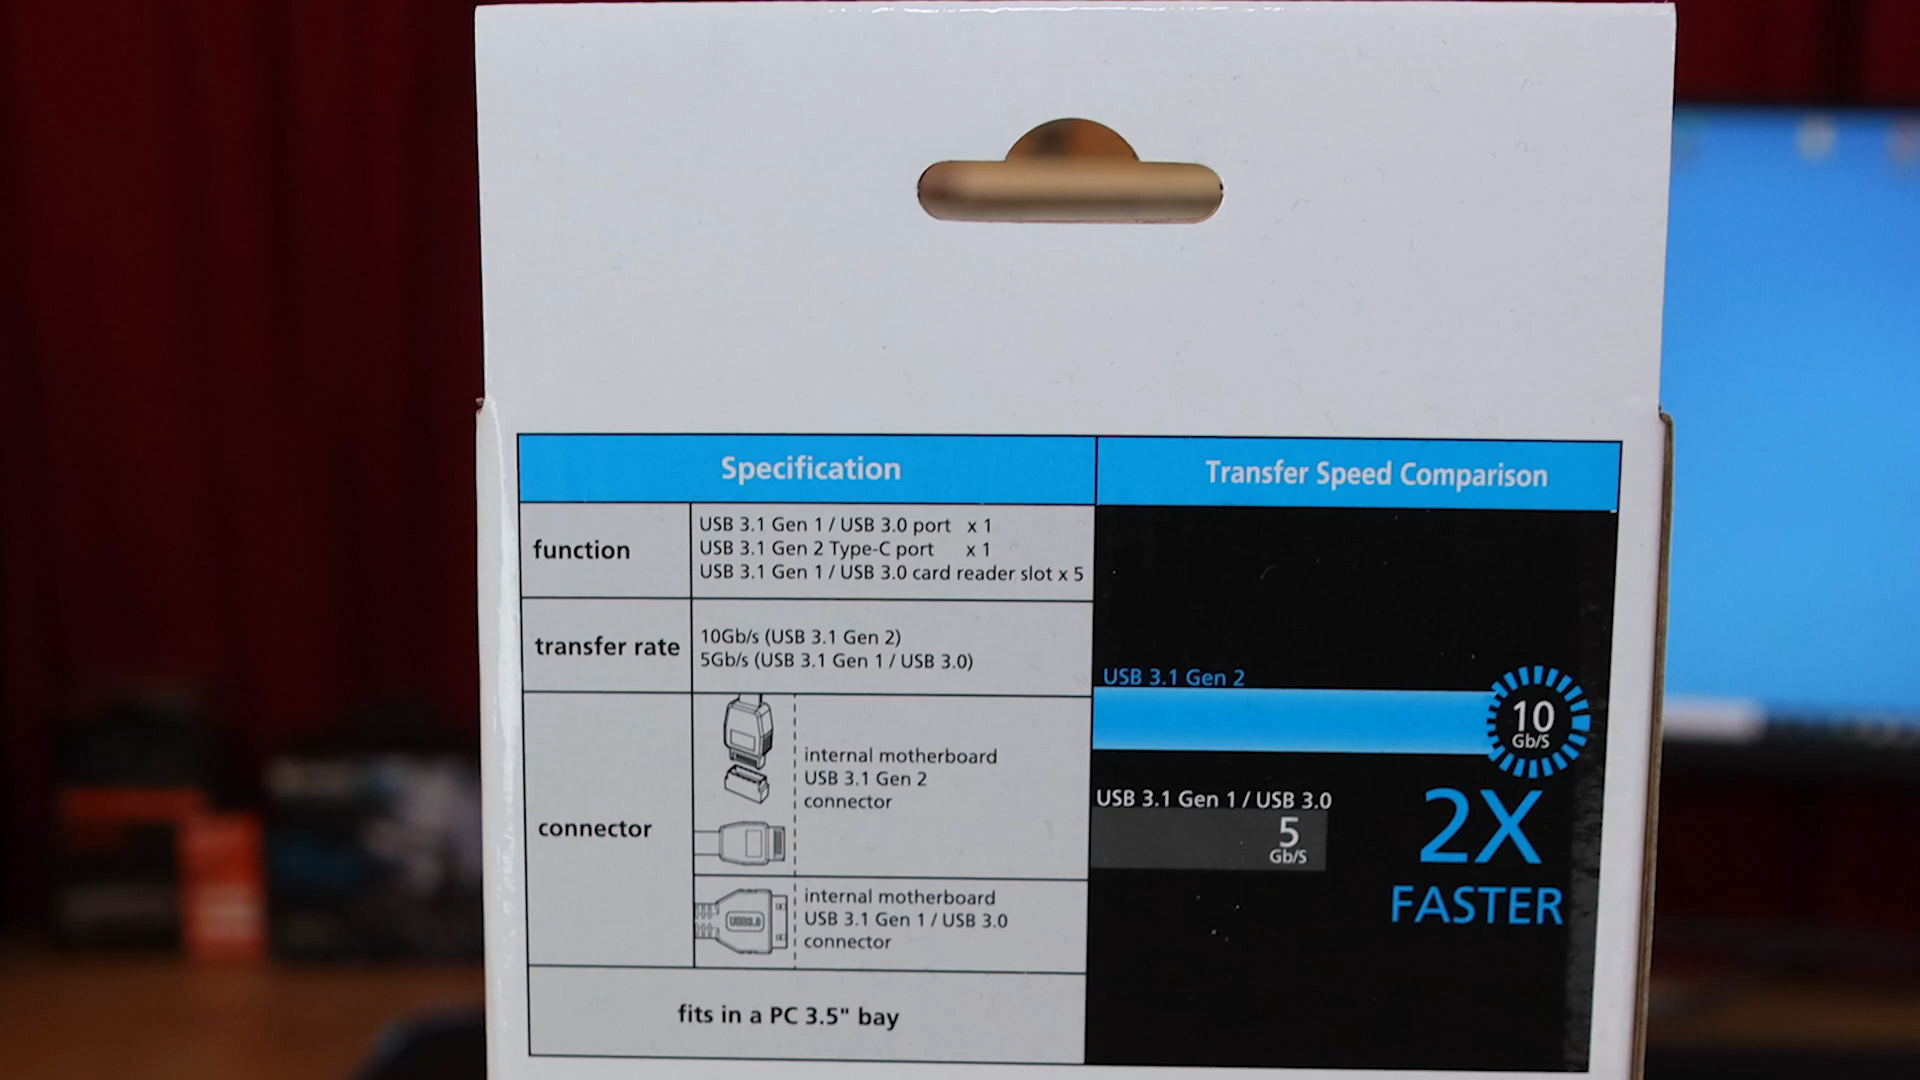 Specification
Transfer Speed Comparison
function
USB 3.1 Gen 1 / USB 3.0 port x 1
USB 3.1 Gen 2 Type-C port x 1
USB 3.1 Gen 1 / USB 3.0 card reader slot x 5
transfer rate
10Gb/s (USB 3.1 Gen 2)
5Gb/s (USB 3.1 Gen 1 / USB 3.0)
connector
internal motherboard
USB 3.1 Gen 2
connector
USB3.0
internal motherboard
USB 3.1 Gen 1 / USB 3.0
connector
fits in a PC 3.5" bay
USB 3.1 Gen 2
10
Gb/S
USB 3.1 Gen 1 / USB 3.0
5
Gb/S
2X
FASTER